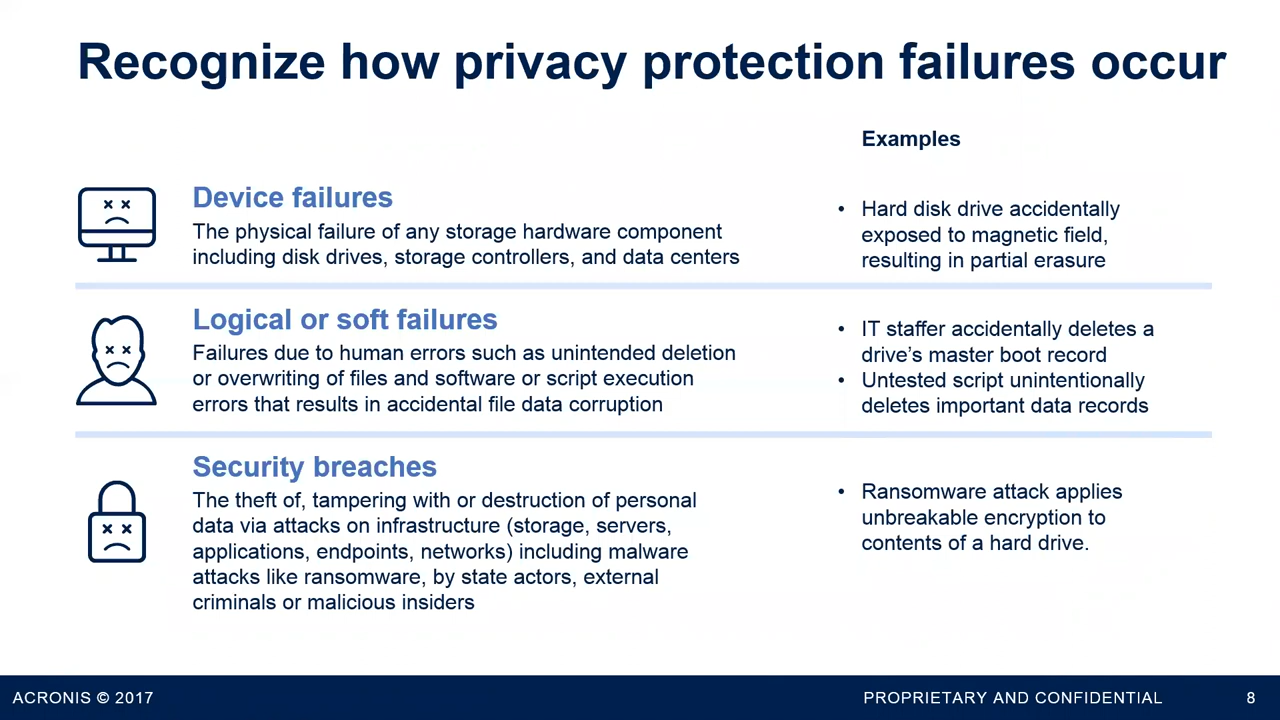 Recognize how privacy protection failures occur
Examples
Device failures
The physical failure of any storage hardware component
including disk drives, storage controllers, and data centers
• Hard disk drive accidentally
exposed to magnetic field,
resulting in partial erasure
Logical or soft failures
Failures due to human errors such as unintended deletion
or overwriting of files and software or script execution
errors that results in accidental file data corruption
• IT staffer accidentally deletes a
drive's master boot record
• Untested script unintentionally
deletes important data records
Security breaches
The theft of, tampering with or destruction of personal
data via attacks on infrastructure (storage, servers,
applications, endpoints, networks) including malware
attacks like ransomware, by state actors, external
criminals or malicious insiders
• Ransomware attack applies
unbreakable encryption to
contents of a hard drive.
ACRONIS © 2017
PROPRIETARY AND CONFIDENTIAL
8